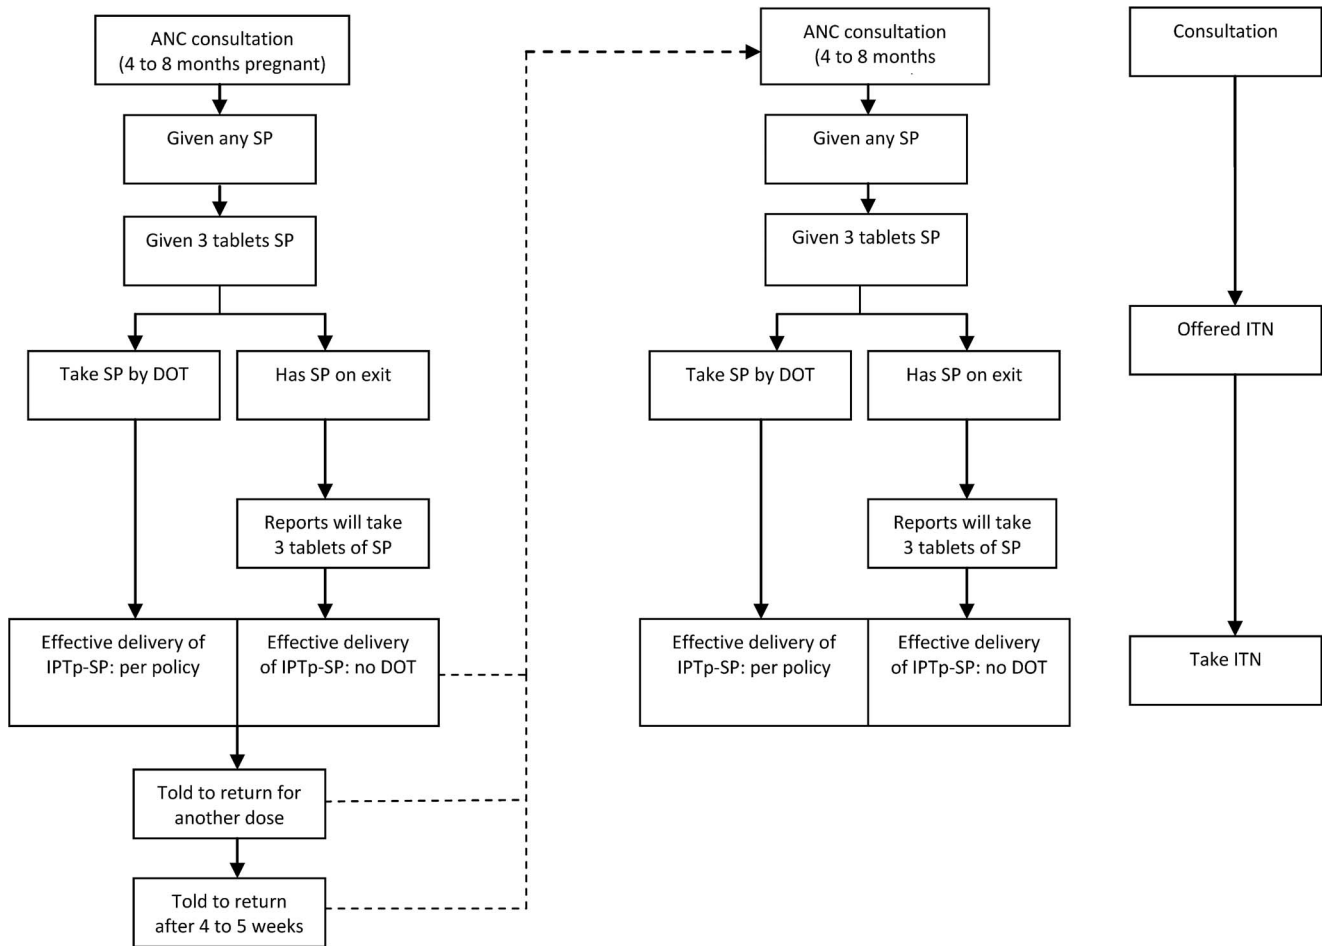 ANC consultation
(4 to 8 months pregnant)
Given any SP
Given 3 tablets SP
Take SP by DOT
Has SP on exit
Reports will take
3 tablets of SP
Effective delivery of
IPTp-SP: per policy
Effective delivery
of IPTp-SP: no DOT
Told to return for
another dose
Told to return
after 4 to 5 weeks
ANC consultation
(4 to 8 months
Given any SP
Given 3 tablets SP
Take SP by DOT
Has SP on exit
Reports will take
3 tablets of SP
Effective delivery of
IPTp-SP: per policy
Effective delivery
of IPTp-SP: no DOT
Consultation
Offered ITN
Take ITN